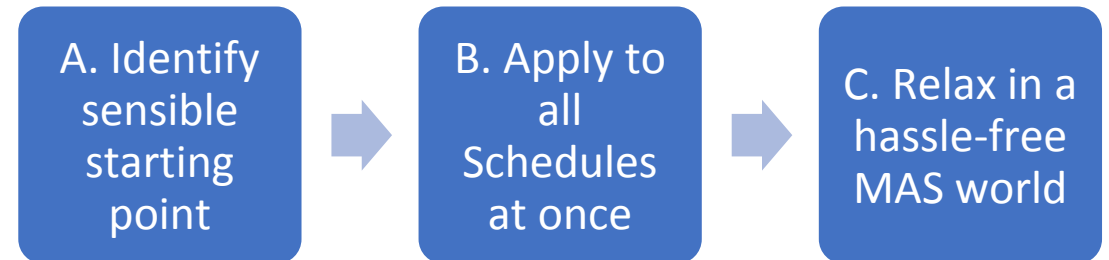 A. Identify
sensible
starting
point
B. Apply to
all
Schedules
at once
C. Relax in a
hassle-free
MAS world